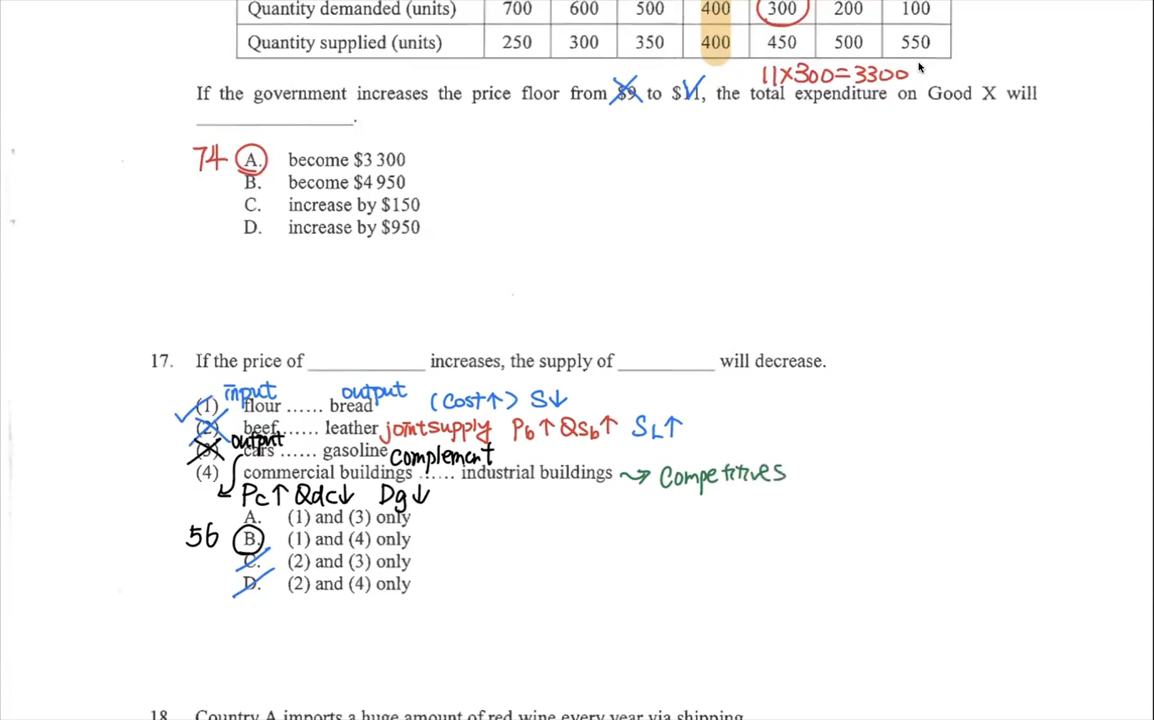 Quantity demanded (units) 700 600 500 400 300 200 100
Quantity supplied (units) 250 300 350 400 450 500 550
11×300=3300
If the government increases the price floor from $9 to $11, the total expenditure on Good X will
____________.
74 A. become $3 300
B. become $4 950
C. increase by $150
D. increase by $950
17. If the price of ____________ increases, the supply of __________ will decrease.
input output
(1) flour ...... bread (cost↑) S↓
(2) beef ...... leather joint supply Pb↑ Qsb↑ SL↑
output
(3) cars ...... gasoline complement
(4) commercial buildings ...... industrial buildings → Competitives
Pc↑ Qdc↓ Dg↓
A. (1) and (3) only
56 B. (1) and (4) only
C. (2) and (3) only
D. (2) and (4) only
18. Country A imports a huge amount of red wine every year via shipping.